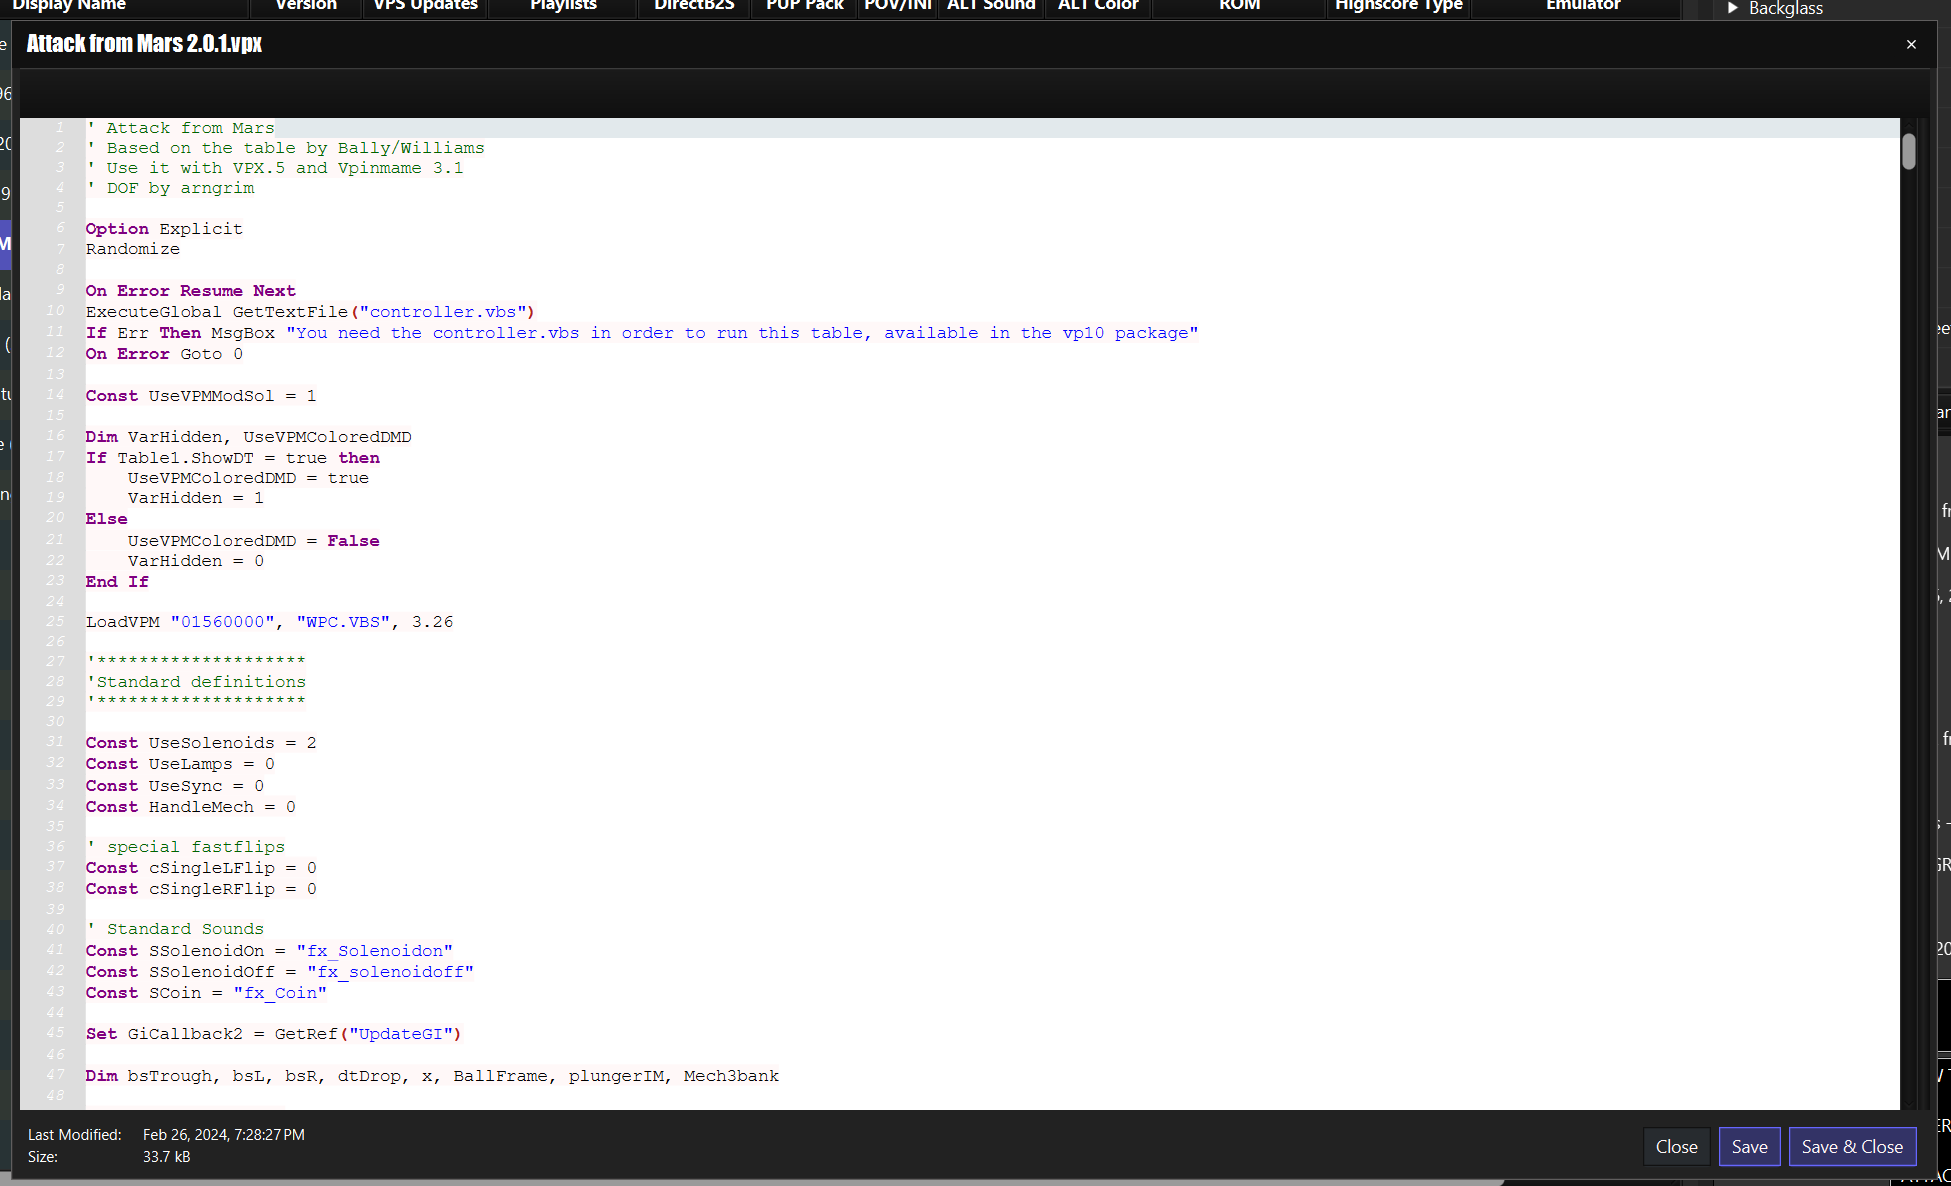 Display Name Version VPS Updates Playlists DirectB2S PUP Pack POV/INI ALT Sound ALT Color ROM Highscore Type Emulator
Backglass
Attack from Mars 2.0.1.vpx
1 ' Attack from Mars
2 ' Based on the table by Bally/Williams
3 ' Use it with VPX.5 and Vpinmame 3.1
4 ' DOF by arngrim
5
6 Option Explicit
7 Randomize
8
9 On Error Resume Next
10 ExecuteGlobal GetTextFile("controller.vbs")
11 If Err Then MsgBox "You need the controller.vbs in order to run this table, available in the vp10 package"
12 On Error Goto 0
13
14 Const UseVPMModSol = 1
15
16 Dim VarHidden, UseVPMColoredDMD
17 If Table1.ShowDT = true then
18 UseVPMColoredDMD = true
19 VarHidden = 1
20 Else
21 UseVPMColoredDMD = False
22 VarHidden = 0
23 End If
24
25 LoadVPM "01560000", "WPC.VBS", 3.26
26
27 '********************
28 'Standard definitions
29 '********************
30
31 Const UseSolenoids = 2
32 Const UseLamps = 0
33 Const UseSync = 0
34 Const HandleMech = 0
35
36 ' special fastflips
37 Const cSingleLFlip = 0
38 Const cSingleRFlip = 0
39
40 ' Standard Sounds
41 Const SSolenoidOn = "fx_Solenoidon"
42 Const SSolenoidOff = "fx_solenoidoff"
43 Const SCoin = "fx_Coin"
44
45 Set GiCallback2 = GetRef("UpdateGI")
46
47 Dim bsTrough, bsL, bsR, dtDrop, x, BallFrame, plungerIM, Mech3bank
48
Last Modified: Feb 26, 2024, 7:28:27 PM
Size: 33.7 kB
Close Save Save & Close